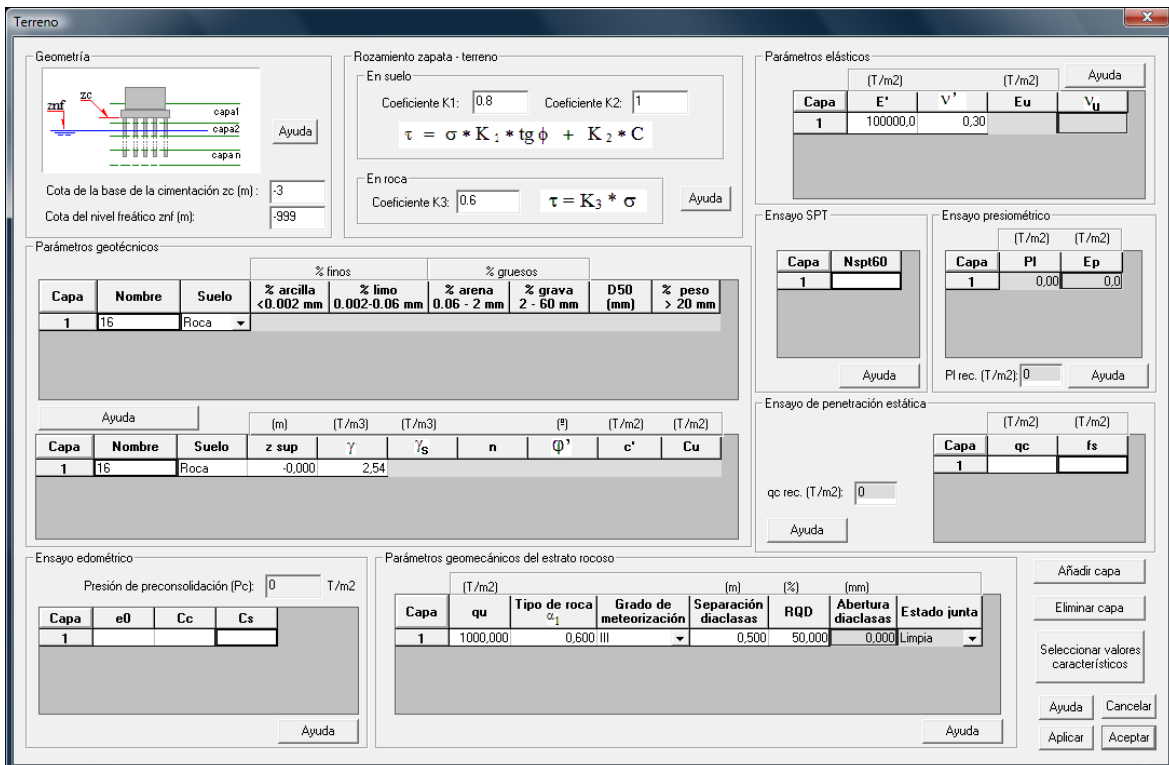 Terreno
Geometría
znf
zc
capa1
capa2
capa n
Ayuda
Cota de la base de la cimentación zc (m) : -3
Cota del nivel freático znf (m): -999
Rozamiento zapata - terreno
En suelo
Coeficiente K1: 0.8 Coeficiente K2: 1
τ = σ * K1 * tg ϕ + K2 * C
En roca
Coeficiente K3: 0.6 τ = K3 * σ
Ayuda
Parámetros elásticos
(T/m2) (T/m2) Ayuda
Capa E' ν' Eu νu
1 100000,0 0,30
Ensayo SPT
Capa Nspt60
1
Ayuda
Ensayo presiométrico
(T/m2) (T/m2)
Capa Pl Ep
1 0,00 0,0
Pl rec. (T/m2): 0 Ayuda
Parámetros geotécnicos
% finos % gruesos
Capa Nombre Suelo % arcilla <0.002 mm % limo 0.002-0.06 mm % arena 0.06 - 2 mm % grava 2 - 60 mm D50 (mm) % peso > 20 mm
1 16 Roca
Ayuda
(m) (T/m3) (T/m3) (º) (T/m2) (T/m2)
Capa Nombre Suelo z sup γ γs n φ' c' Cu
1 16 Roca -0,000 2,54
Ensayo de penetración estática
(T/m2) (T/m2)
Capa qc fs
1
qc rec. (T/m2): 0
Ayuda
Ensayo edométrico
Presión de preconsolidación (Pc): 0 T/m2
Capa e0 Cc Cs
1
Ayuda
Parámetros geomecánicos del estrato rocoso
(T/m2) (m) (%) (mm)
Capa qu Tipo de roca α1 Grado de meteorización Separación diaclasas RQD Abertura diaclasas Estado junta
1 1000,000 0,600 III 0,500 50,000 0,000 Limpia
Ayuda
Añadir capa
Eliminar capa
Seleccionar valores característicos
Ayuda Cancelar
Aplicar Aceptar